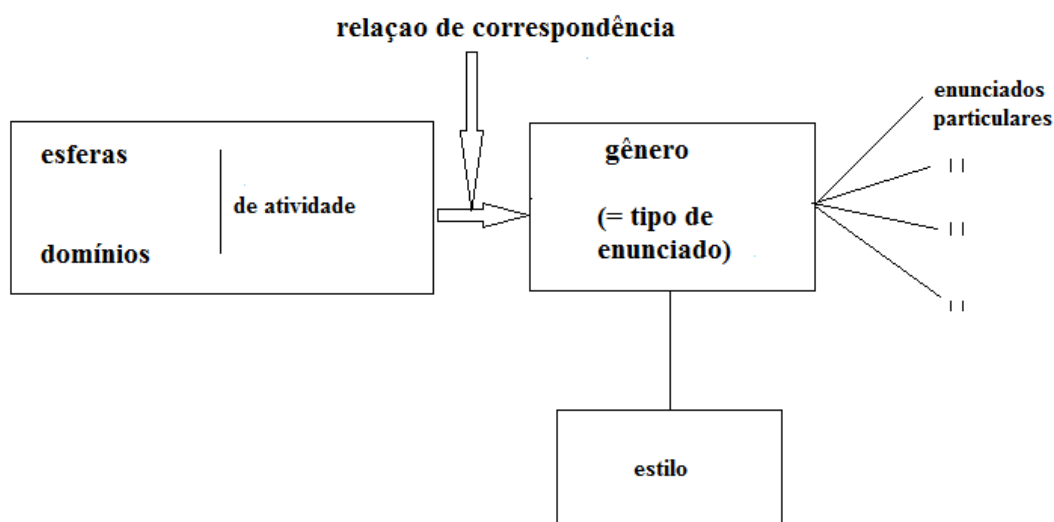 relaçao de correspondência
enunciados
particulares
esferas
gênero
de atividade
(= tipo de
enunciado)
domínios
| |
| |
| |
estilo